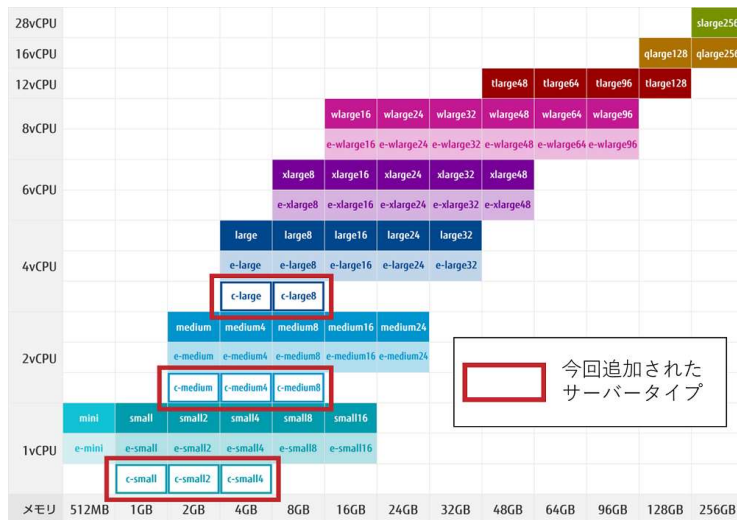 28vCPU slarge256
16vCPU qlarge128 qlarge256
12vCPU tlarge48 tlarge64 tlarge96 tlarge128
8vCPU
wlarge16 wlarge24 wlarge32 wlarge48 wlarge64 wlarge96
e-wlarge16 e-wlarge24 e-wlarge32 e-wlarge48 e-wlarge64 e-wlarge96
6vCPU
xlarge8 xlarge16 xlarge24 xlarge32 xlarge48
e-xlarge8 e-xlarge16 e-xlarge24 e-xlarge32 e-xlarge48
4vCPU
large large8 large16 large24 large32
e-large e-large8 e-large16 e-large24 e-large32
c-large c-large8
2vCPU
medium medium4 medium8 medium16 medium24
e-medium e-medium4 e-medium8 e-medium16 e-medium24
c-medium c-medium4 c-medium8
今回追加された
サーバータイプ
1vCPU
mini small small2 small4 small8 small16
e-mini e-small e-small2 e-small4 e-small8 e-small16
c-small c-small2 c-small4
メモリ 512MB 1GB 2GB 4GB 8GB 16GB 24GB 32GB 48GB 64GB 96GB 128GB 256GB